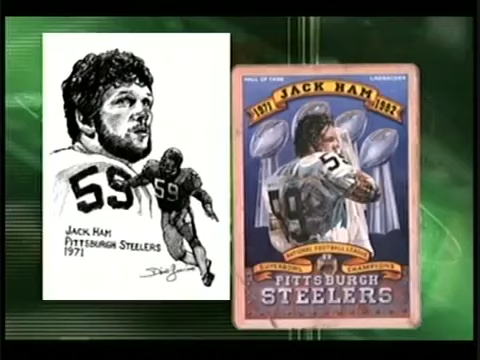 59
59
JACK HAM
PITTSBURGH STEELERS
1971
HALL OF FAME
LINEBACKER
1971
JACK HAM
1982
59
59
NATIONAL FOOTBALL LEAGUE
SUPERBOWL
CHAMPIONS
PITTSBURGH
STEELERS